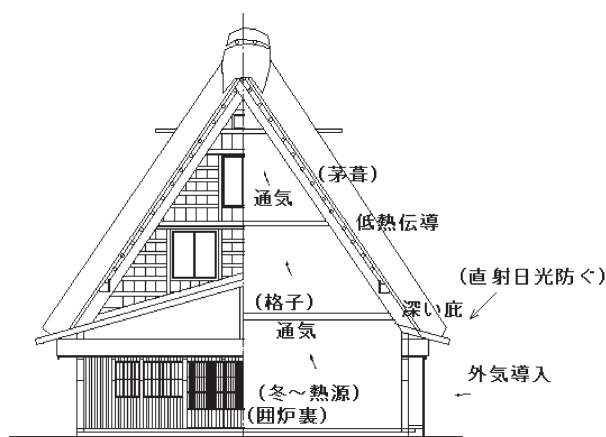 (茅葺)
通気
低熱伝導
(直射日光防ぐ)
(格子)
深い庇
通気
外気導入
(冬～熱源)
(囲炉裏)